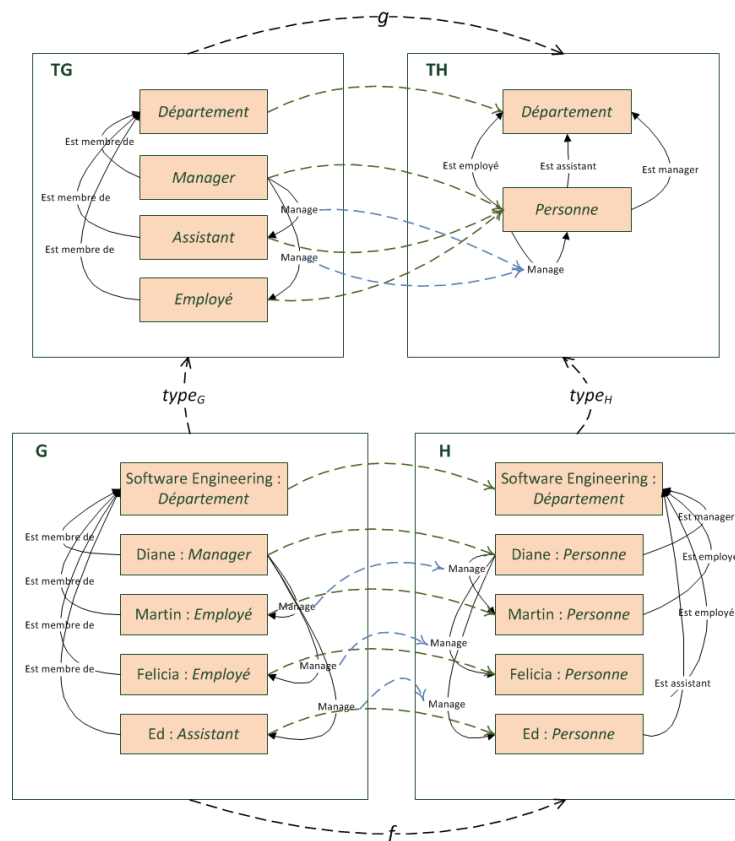 g
TG
TH
Département
Département
Est membre de
Manager
Est employé
Est assistant
Est manager
Est membre de
Manage
Personne
Assistant
Est membre de
Manage
Manage
Employé
typeG
typeH
G
H
Software Engineering :
Département
Software Engineering :
Département
Est manager
Est membre de
Diane : Manager
Diane : Personne
Est employé
Manage
Est membre de
Martin : Employé
Manage
Martin : Personne
Est employé
Est membre de
Manage
Manage
Est membre de
Felicia : Employé
Felicia : Personne
Est assistant
Manage
Manage
Ed : Assistant
Ed : Personne
f